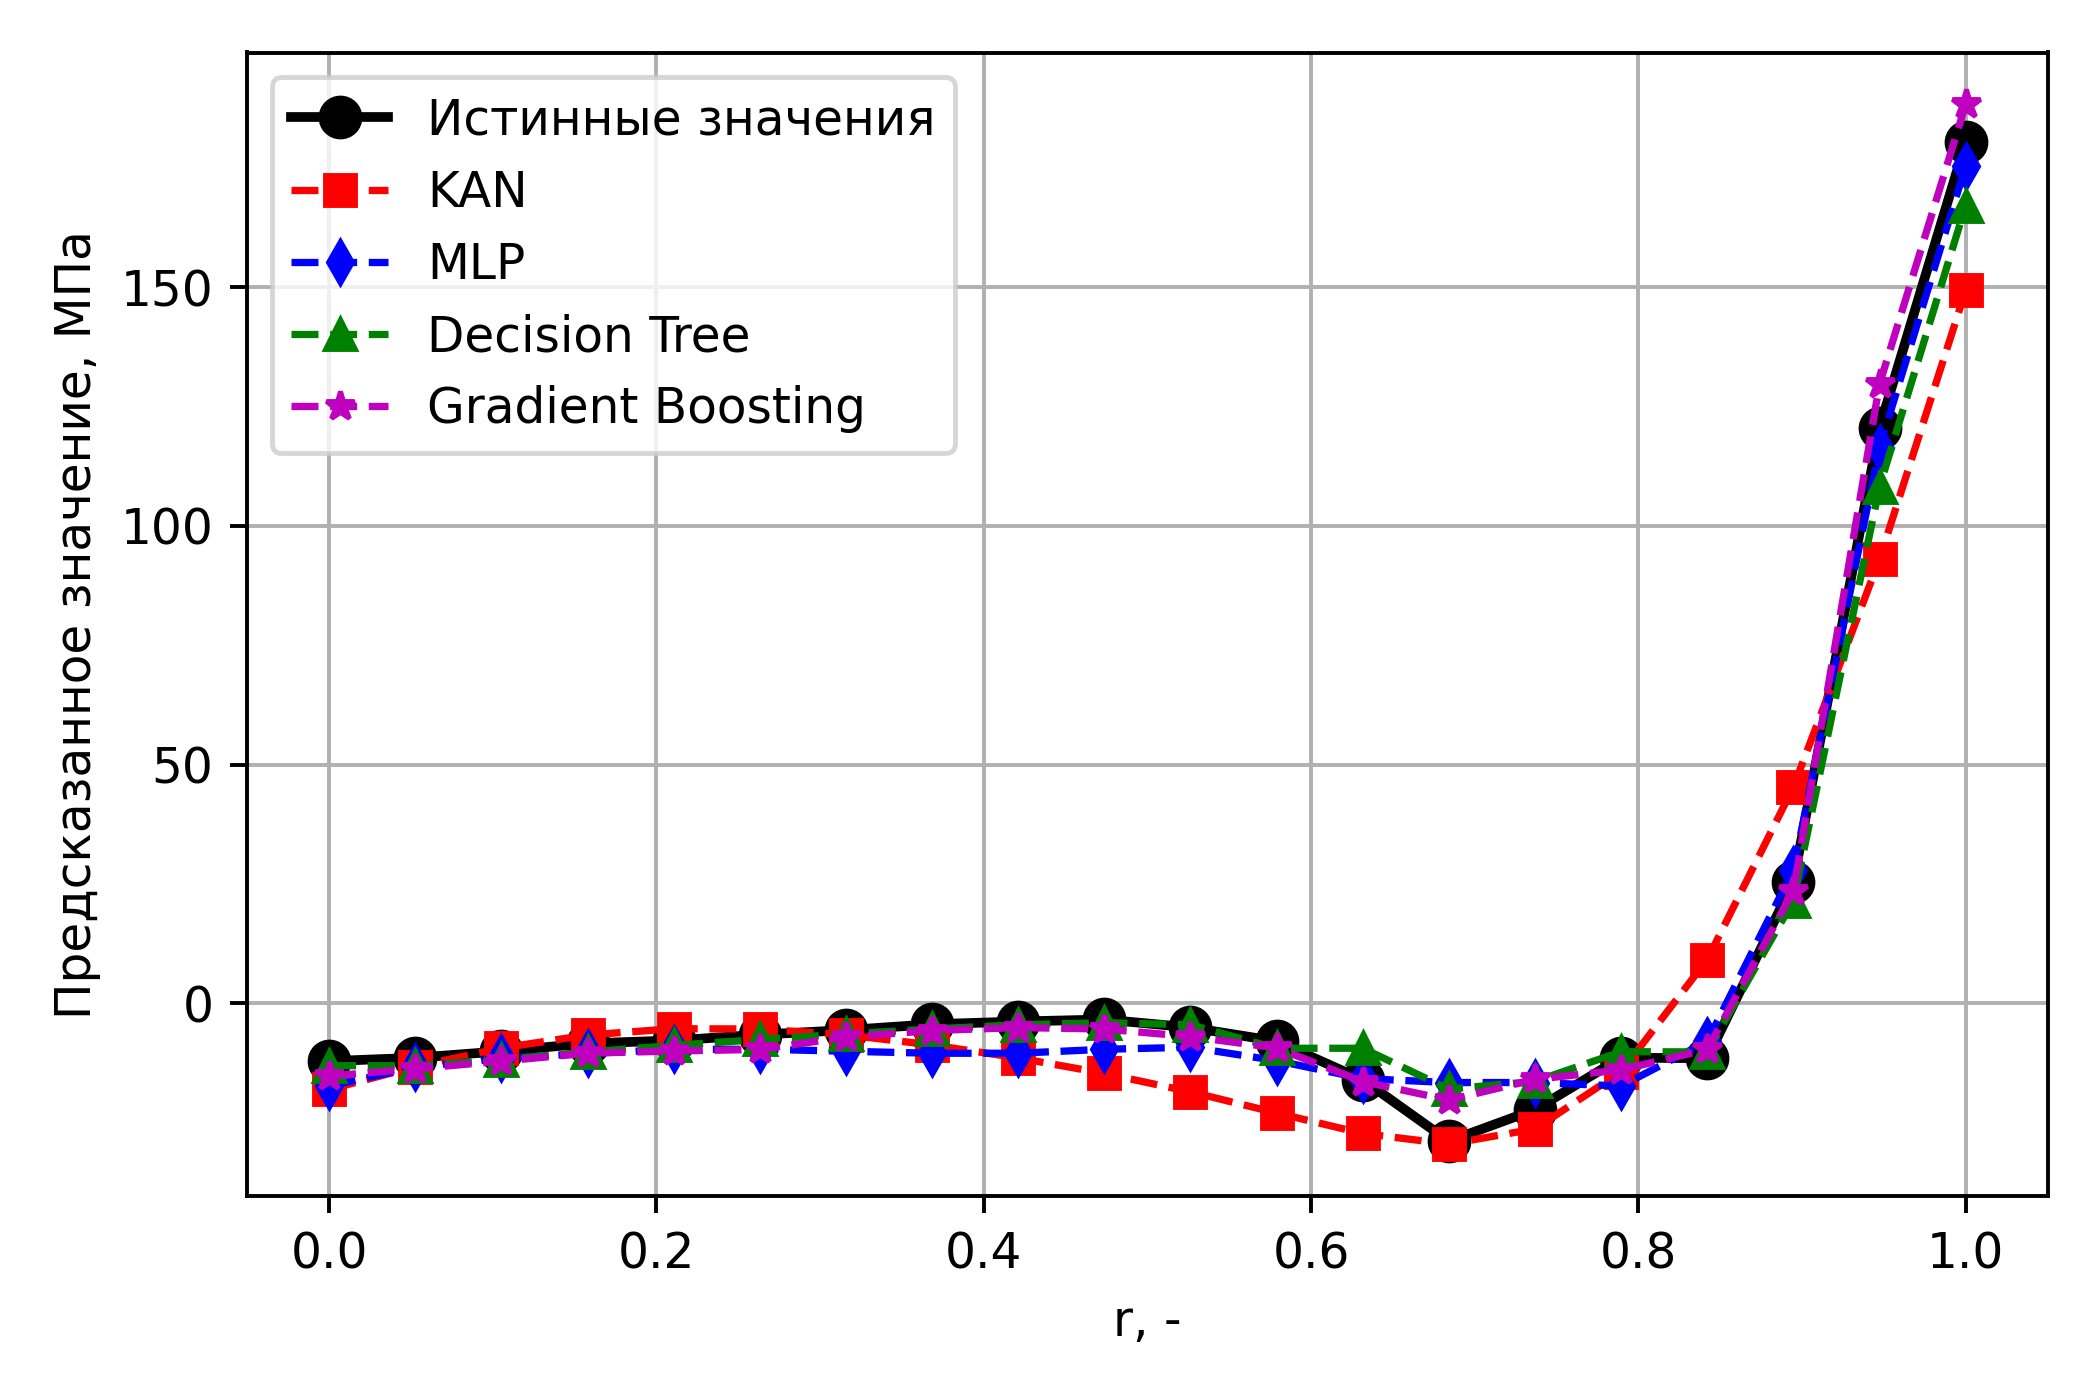 Истинные значения
KAN
MLP
Decision Tree
Gradient Boosting
Предсказанное значение, МПа
150
100
50
0
0.0 0.2 0.4 0.6 0.8 1.0
r, -